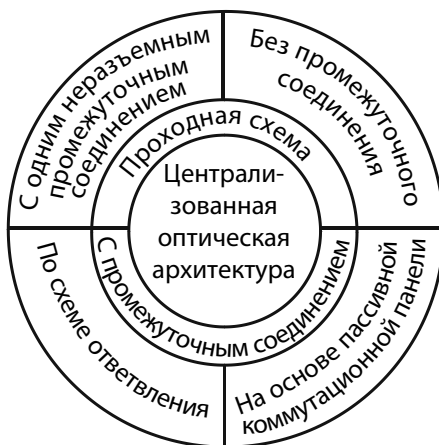 С одним неразъемным
промежуточным
соединением
Без промежуточного
соединения
Проходная схема
Централи-
зованная
оптическая
архитектура
С промежуточным соединением
По схеме ответвления
На основе пассивной
коммутационной панели